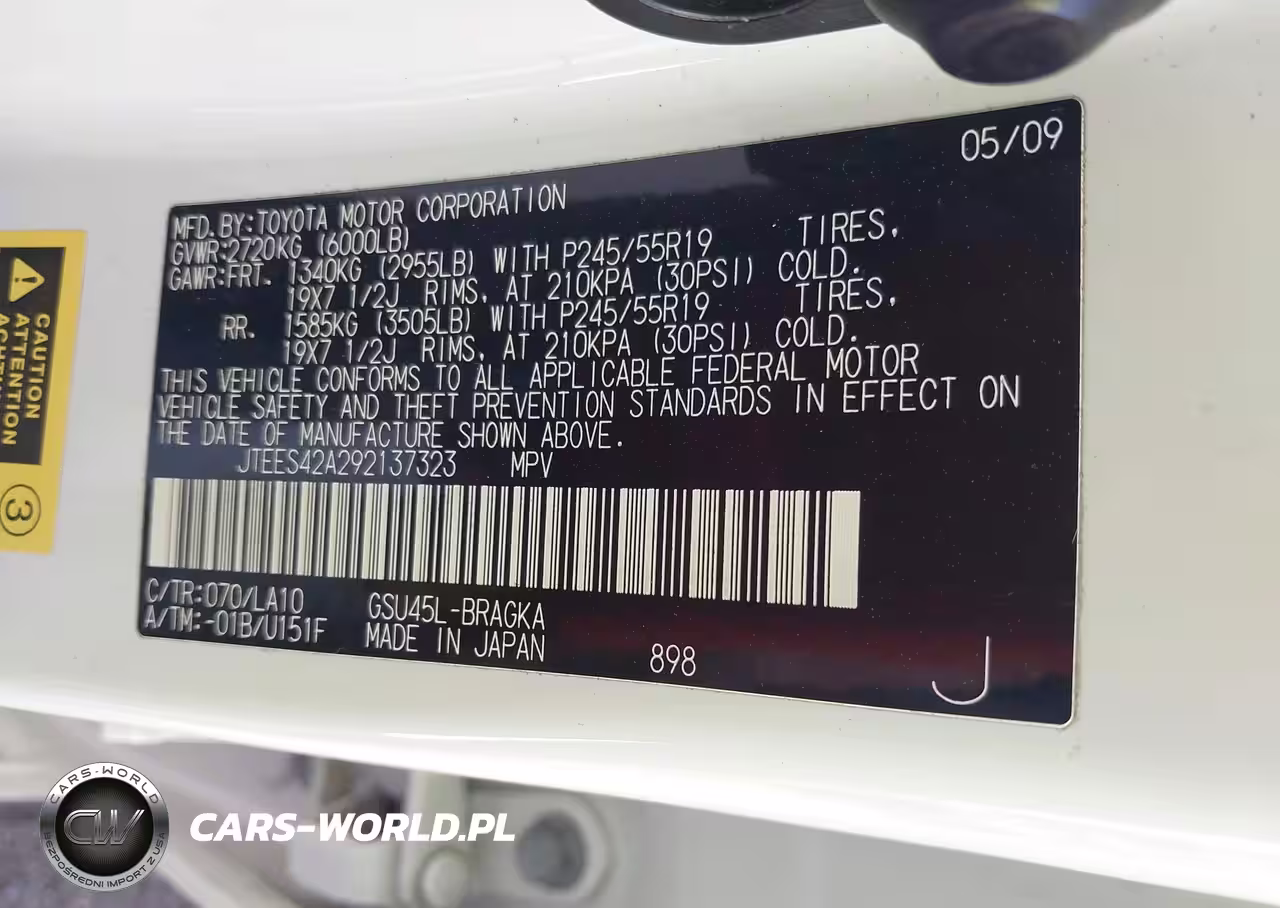 05/09
MFD.BY:TOYOTA MOTOR CORPORATION
GVWR:2720KG (6000LB)
GAWR:FRT. 1340KG (2955LB) WITH P245/55R19 TIRES,
19X7 1/2J RIMS, AT 210KPA (30PSI) COLD.
RR. 1585KG (3505LB) WITH P245/55R19 TIRES,
19X7 1/2J RIMS, AT 210KPA (30PSI) COLD.
THIS VEHICLE CONFORMS TO ALL APPLICABLE FEDERAL MOTOR
VEHICLE SAFETY AND THEFT PREVENTION STANDARDS IN EFFECT ON
THE DATE OF MANUFACTURE SHOWN ABOVE.
JTEES42A292137323 MPV
C/TR:070/LA10 GSU45L-BRAGKA
A/TM:-01B/U151F MADE IN JAPAN
898
J
CAUTION
ATTENTION
3
CARS-WORLD
CW
BEZPOŚREDNI IMPORT Z USA
CARS-WORLD.PL